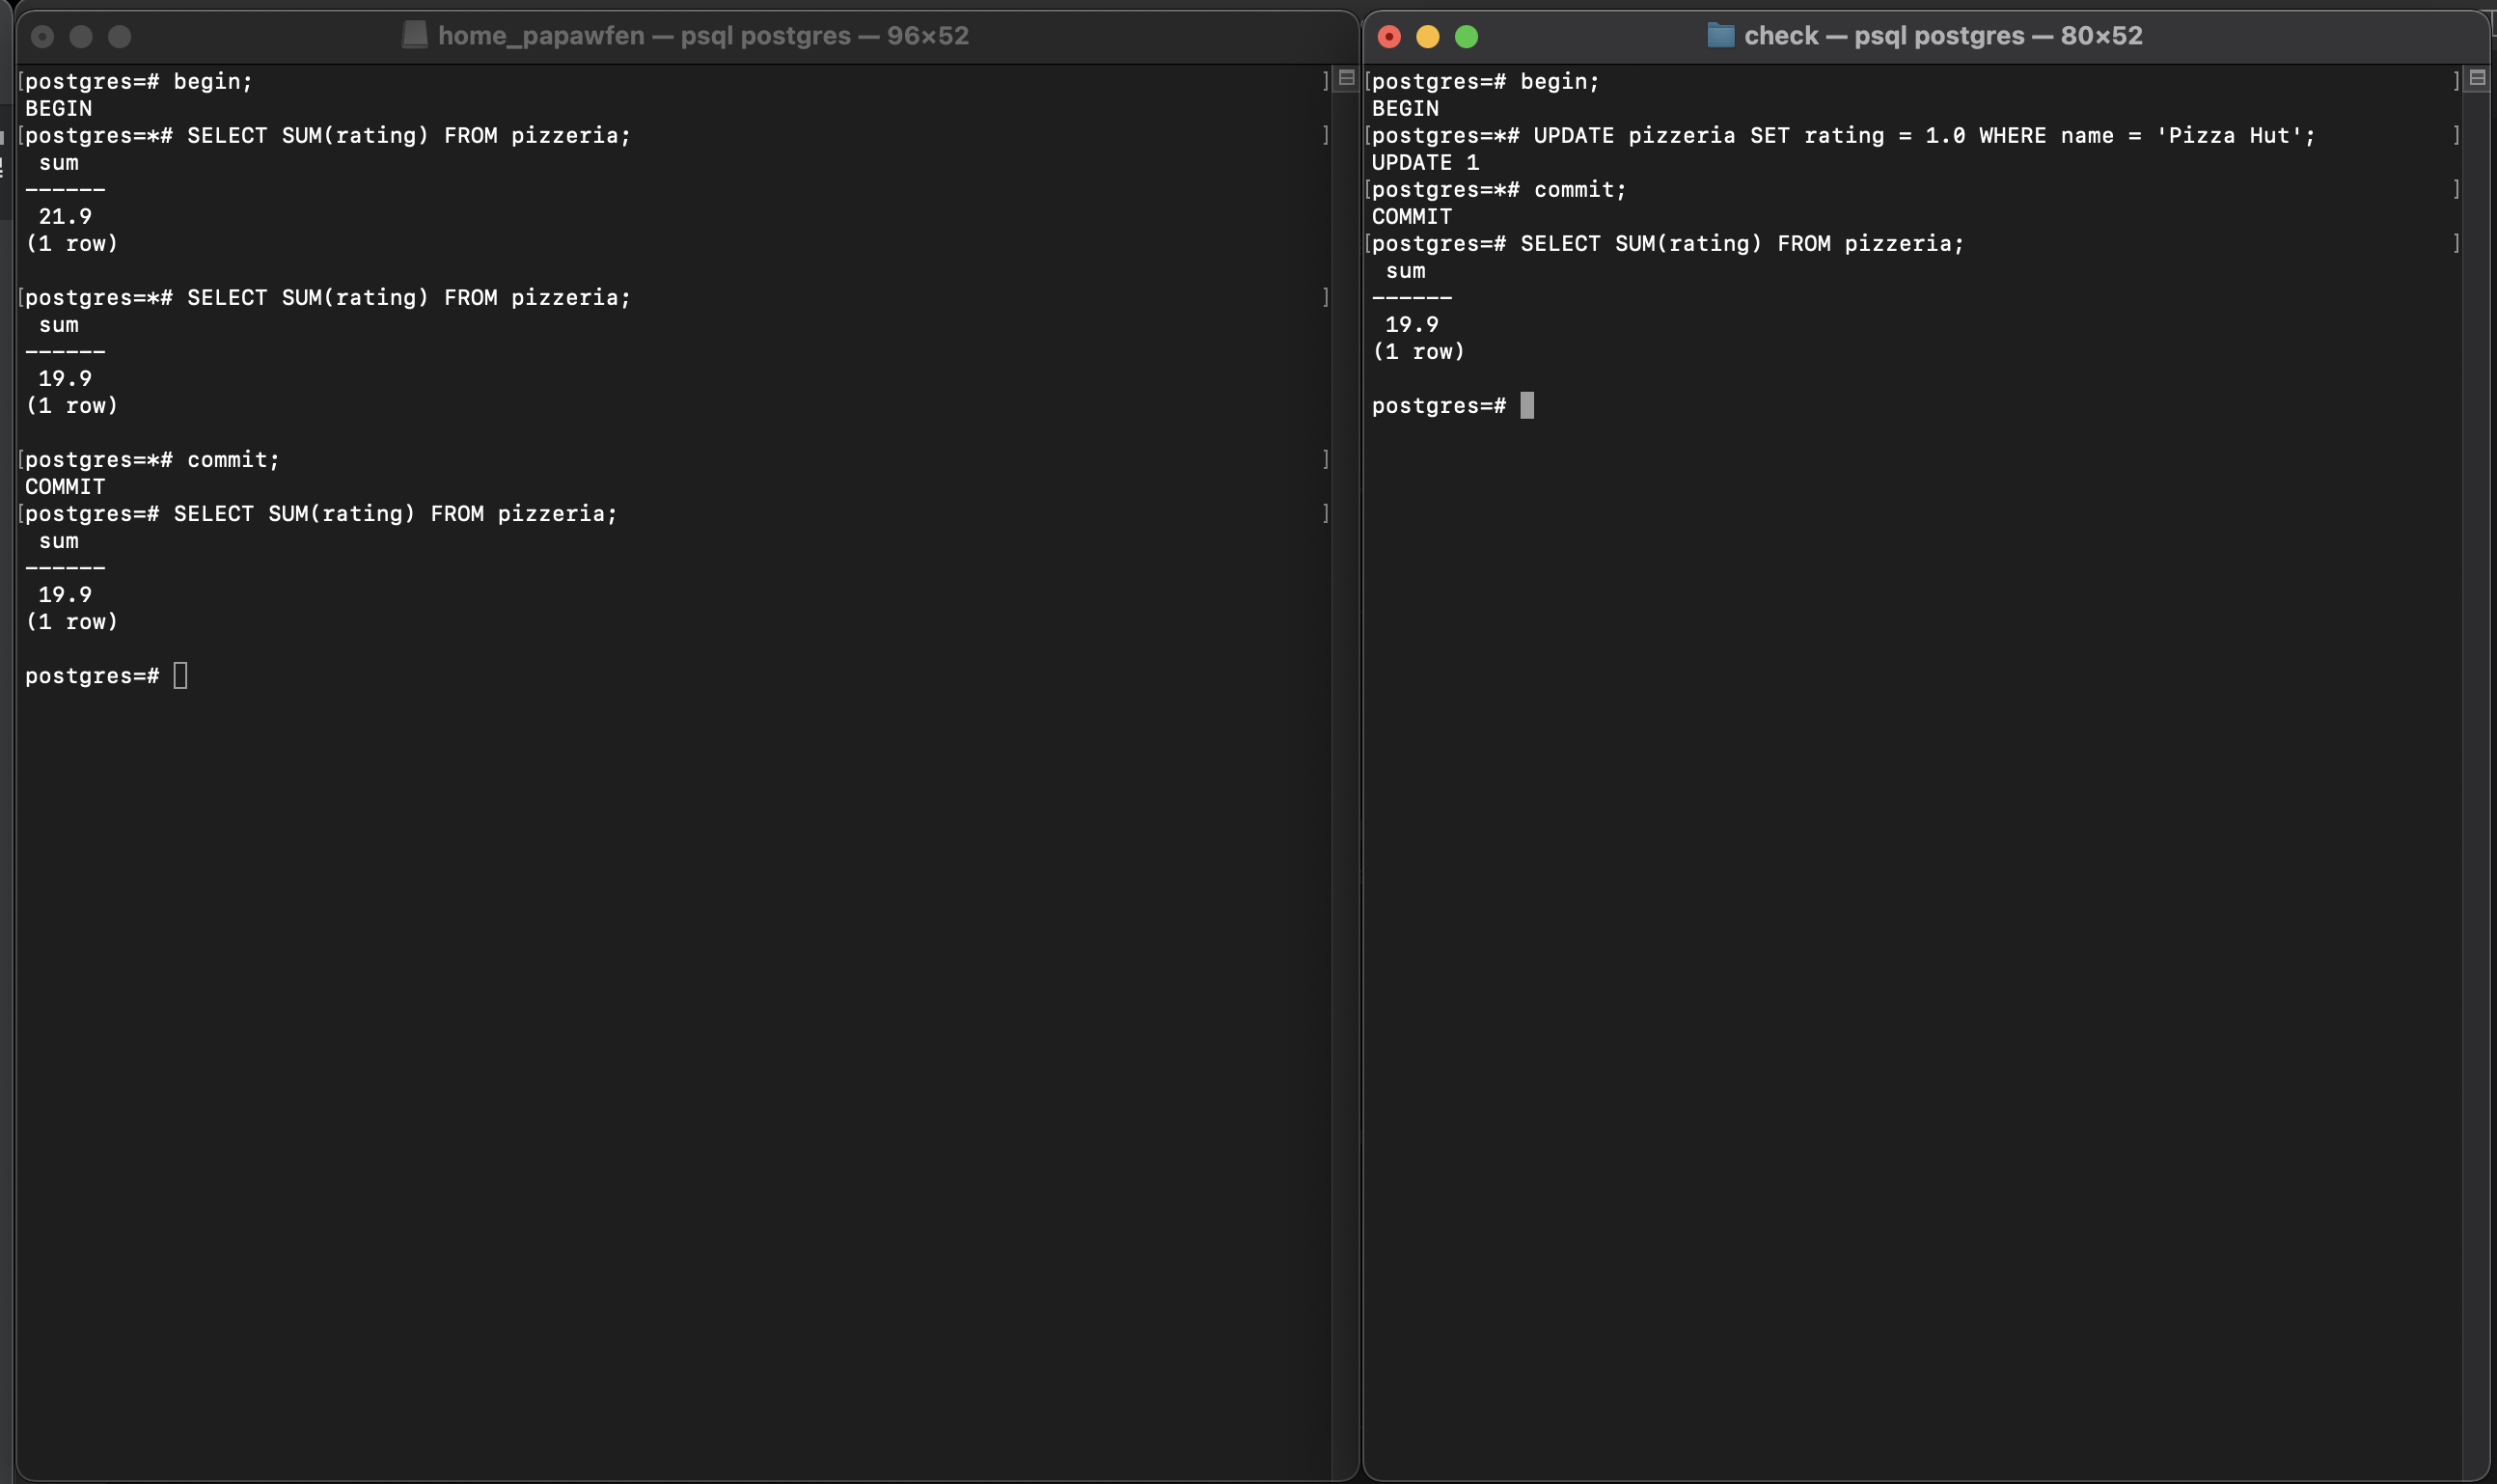 home_papawfen — psql postgres — 96×52
[postgres=# begin; ]
BEGIN
[postgres=*# SELECT SUM(rating) FROM pizzeria; ]
 sum
------
 21.9
(1 row)

[postgres=*# SELECT SUM(rating) FROM pizzeria; ]
 sum
------
 19.9
(1 row)

[postgres=*# commit; ]
COMMIT
[postgres=# SELECT SUM(rating) FROM pizzeria; ]
 sum
------
 19.9
(1 row)

postgres=#
check — psql postgres — 80×52
[postgres=# begin; ]
BEGIN
[postgres=*# UPDATE pizzeria SET rating = 1.0 WHERE name = 'Pizza Hut'; ]
UPDATE 1
[postgres=*# commit; ]
COMMIT
[postgres=# SELECT SUM(rating) FROM pizzeria; ]
 sum
------
 19.9
(1 row)

postgres=#